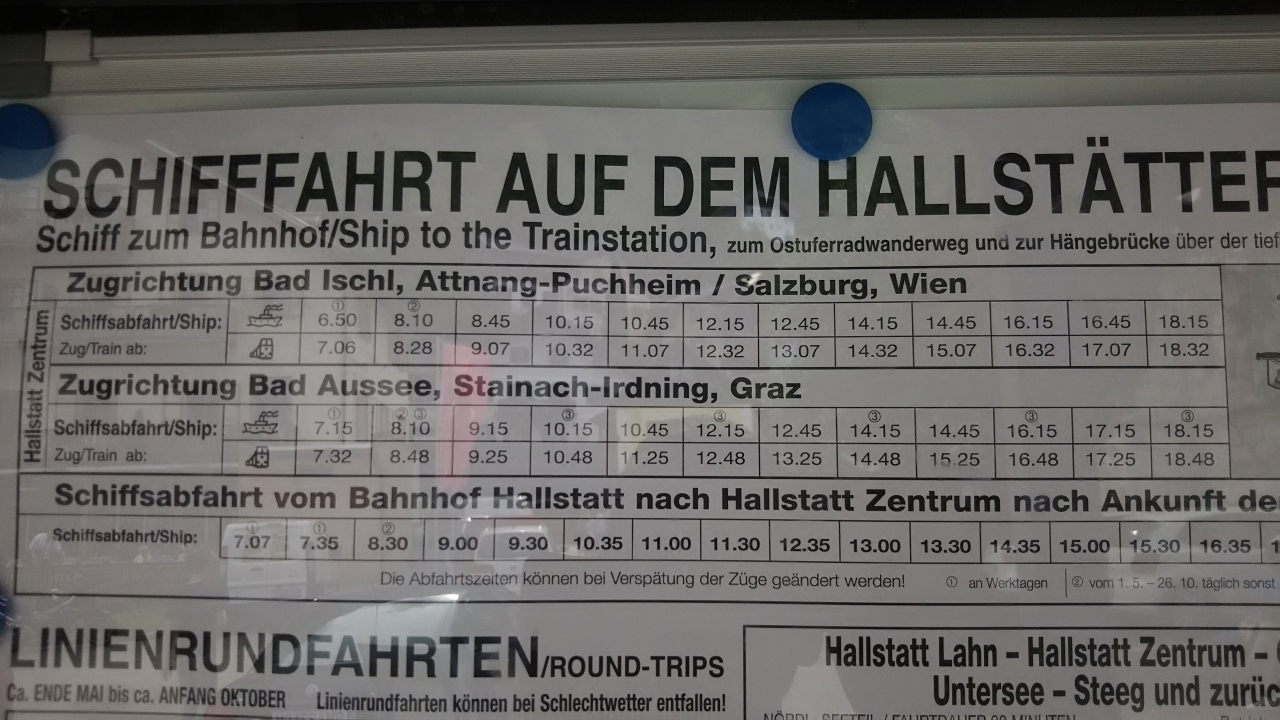 SCHIFFFAHRT AUF DEM HALLSTÄTTER
Schiff zum Bahnhof/Ship to the Trainstation, zum Ostuferradwanderweg und zur Hängebrücke über der tief
Zugrichtung Bad Ischl, Attnang-Puchheim / Salzburg, Wien
Hallstatt Zentrum
① ②
Schiffsabfahrt/Ship: 6.50 8.10 8.45 10.15 10.45 12.15 12.45 14.15 14.45 16.15 16.45 18.15
Zug/Train ab: 7.06 8.28 9.07 10.32 11.07 12.32 13.07 14.32 15.07 16.32 17.07 18.32
Zugrichtung Bad Aussee, Stainach-Irdning, Graz
① ② ③ ③ ③ ③ ③ ③
Schiffsabfahrt/Ship: 7.15 8.10 9.15 10.15 10.45 12.15 12.45 14.15 14.45 16.15 17.15 18.15
Zug/Train ab: 7.32 8.48 9.25 10.48 11.25 12.48 13.25 14.48 15.25 16.48 17.25 18.48
Schiffsabfahrt vom Bahnhof Hallstatt nach Hallstatt Zentrum nach Ankunft de
① ① ②
Schiffsabfahrt/Ship: 7.07 7.35 8.30 9.00 9.30 10.35 11.00 11.30 12.35 13.00 13.30 14.35 15.00 15.30 16.35 1
Die Abfahrtszeiten können bei Verspätung der Züge geändert werden! ① an Werktagen ② vom 1. 5. – 26. 10. täglich sonst
LINIENRUNDFAHRTEN/ROUND-TRIPS
Ca. ENDE MAI bis ca. ANFANG OKTOBER Linienrundfahrten können bei Schlechtwetter entfallen!
Hallstatt Lahn – Hallstatt Zentrum –
Untersee – Steeg und zurüc